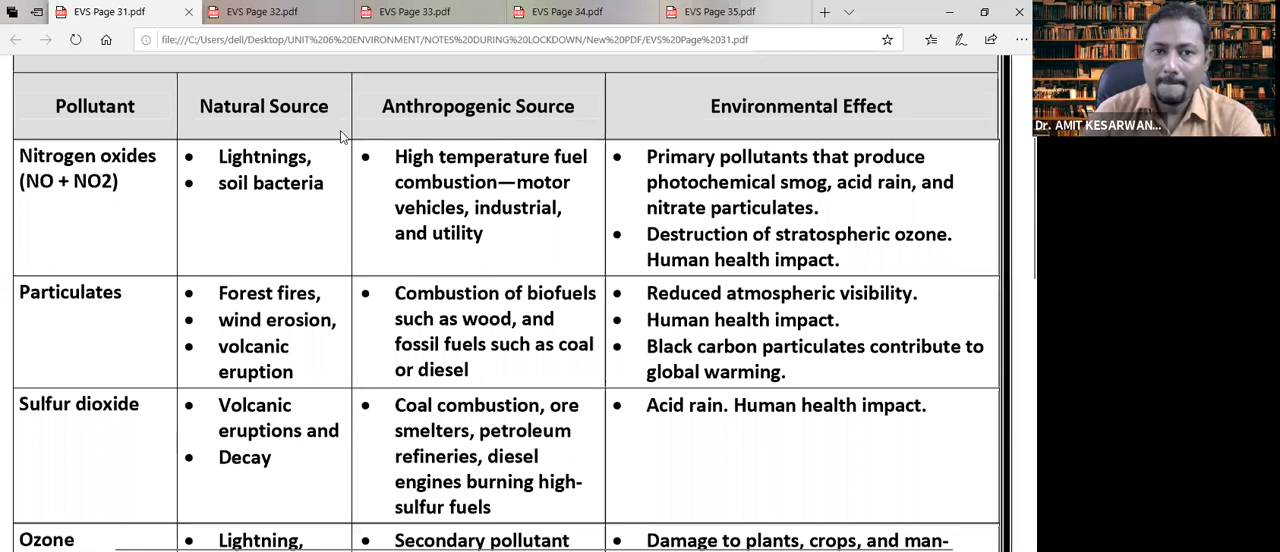 EVS Page 31.pdf
EVS Page 32.pdf
EVS Page 33.pdf
EVS Page 34.pdf
EVS Page 35.pdf
file:///C:/Users/dell/Desktop/UNIT%206%20ENVIRONMENT/NOTES%20DURING%20LOCKDOWN/New%20PDF/EVS%20Page%2031.pdf
Dr. AMIT KESARWAN...
Pollutant
Natural Source
Anthropogenic Source
Environmental Effect
Nitrogen oxides
(NO + NO2)
• Lightnings,
• soil bacteria
• High temperature fuel
combustion—motor
vehicles, industrial,
and utility
• Primary pollutants that produce
photochemical smog, acid rain, and
nitrate particulates.
• Destruction of stratospheric ozone.
Human health impact.
Particulates
• Forest fires,
• wind erosion,
• volcanic
eruption
• Combustion of biofuels
such as wood, and
fossil fuels such as coal
or diesel
• Reduced atmospheric visibility.
• Human health impact.
• Black carbon particulates contribute to
global warming.
Sulfur dioxide
• Volcanic
eruptions and
• Decay
• Coal combustion, ore
smelters, petroleum
refineries, diesel
engines burning high-
sulfur fuels
• Acid rain. Human health impact.
Ozone
• Lightning,
• Secondary pollutant
• Damage to plants, crops, and man-